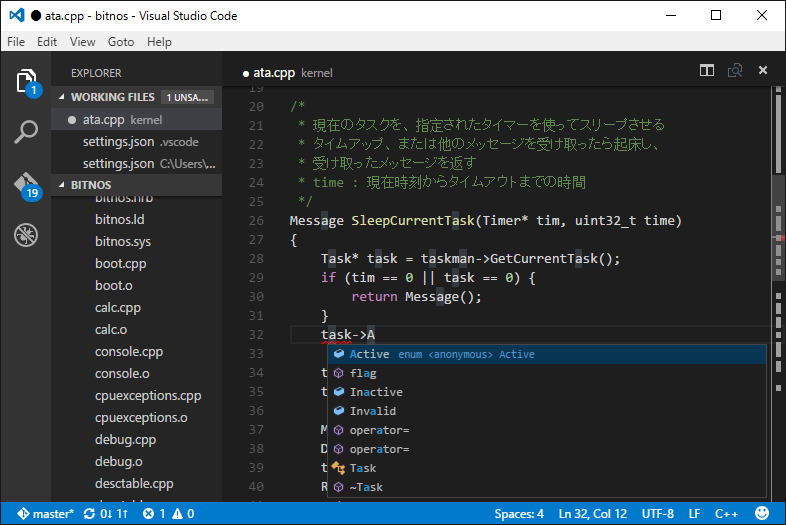 ata.cpp - bitnos - Visual Studio Code
File Edit View Goto Help
EXPLORER
WORKING FILES 1 UNSA...
ata.cpp kernel
settings.json .vscode
settings.json C:\Users\...
BITNOS
bitnos.hrb
bitnos.ld
bitnos.sys
boot.cpp
boot.o
calc.cpp
calc.o
console.cpp
console.o
cpuexceptions.cpp
cpuexceptions.o
debug.cpp
debug.o
desctable.cpp
1
19
ata.cpp kernel
19
20 /*
21 * 現在のタスクを、指定されたタイマーを使ってスリープさせる
22 * タイムアップ、または他のメッセージを受け取ったら起床し、
23 * 受け取ったメッセージを返す
24 * time : 現在時刻からタイムアウトまでの時間
25 */
26 Message SleepCurrentTask(Timer* tim, uint32_t time)
27 {
28 Task* task = taskman->GetCurrentTask();
29 if (tim == 0 || task == 0) {
30 return Message();
31 }
32 task->A
33
34 t
35 t
36
37 M
38 D
39 t
40 R
Active enum <anonymous> Active
flag
Inactive
Invalid
operator=
operator=
Task
~Task
master* 0↓ 1↑ 1 0 Spaces: 4 Ln 32, Col 12 UTF-8 LF C++